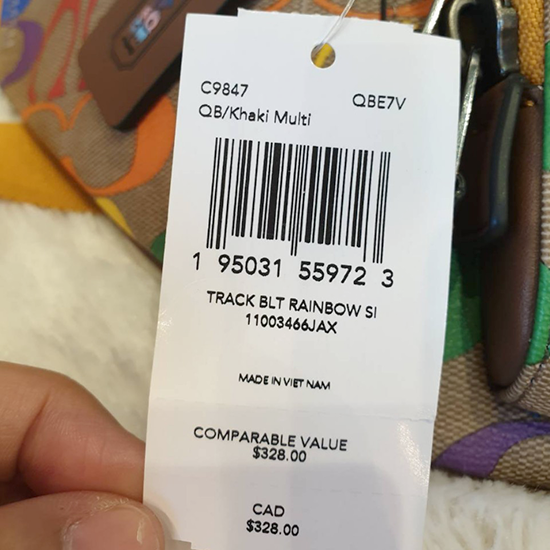 C9847 QBE7V
QB/Khaki Multi
1 95031 55972 3
TRACK BLT RAINBOW SI
11003466JAX
MADE IN VIET NAM
COMPARABLE VALUE
$328.00
CAD
$328.00